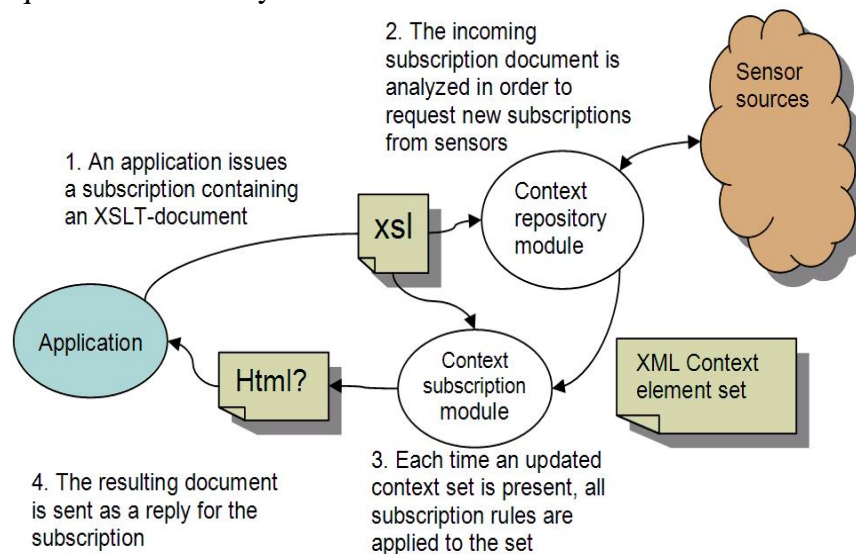 2. The incoming
subscription document is
analyzed in order to
request new subscriptions
from sensors
Sensor
sources
1. An application issues
a subscription containing
an XSLT-document
xsl
Context
repository
module
Application
Html?
Context
subscription
module
XML Context
element set
4. The resulting document
is sent as a reply for the
subscription
3. Each time an updated
context set is present, all
subscription rules are
applied to the set